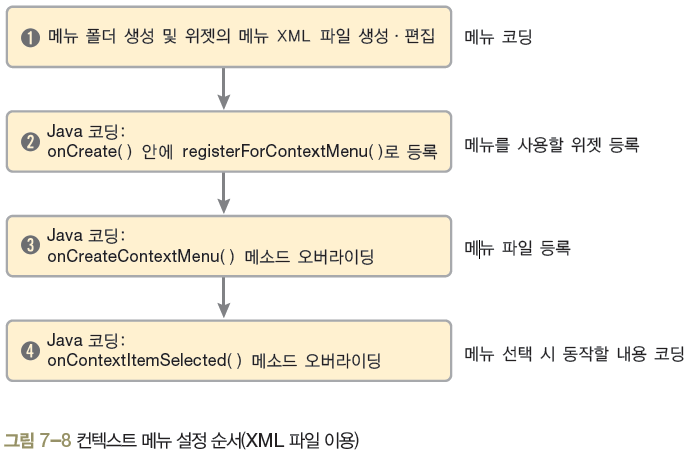 ❶ 메뉴 폴더 생성 및 위젯의 메뉴 XML 파일 생성 · 편집
메뉴 코딩
❷ Java 코딩:
onCreate( ) 안에 registerForContextMenu( )로 등록
메뉴를 사용할 위젯 등록
❸ Java 코딩:
onCreateContextMenu( ) 메소드 오버라이딩
메뉴 파일 등록
❹ Java 코딩:
onContextItemSelected( ) 메소드 오버라이딩
메뉴 선택 시 동작할 내용 코딩
그림 7-8 컨텍스트 메뉴 설정 순서(XML 파일 이용)